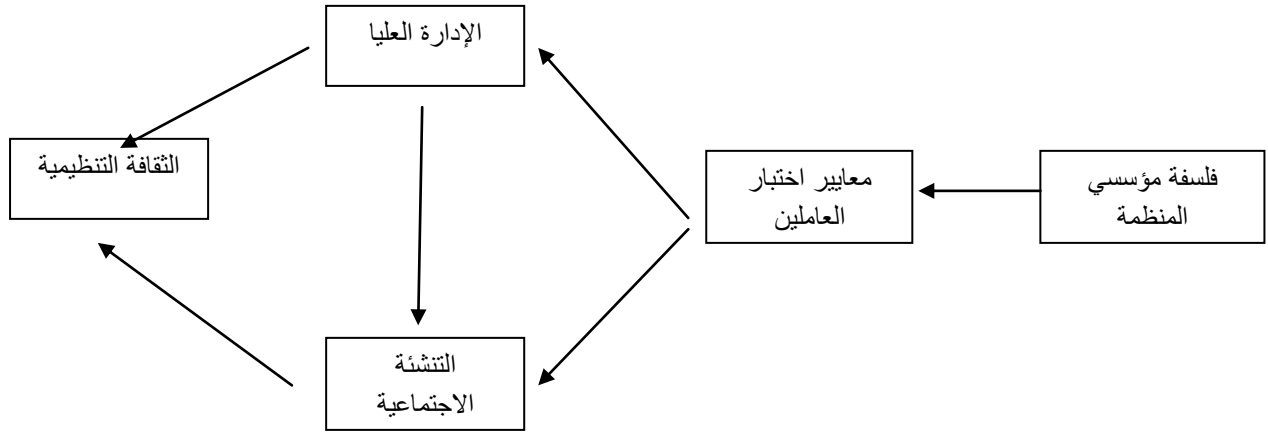 الإدارة العليا
فلسفة مؤسسي
المنظمة
معايير اختبار
العاملين
الثقافة التنظيمية
التنشئة
الاجتماعية